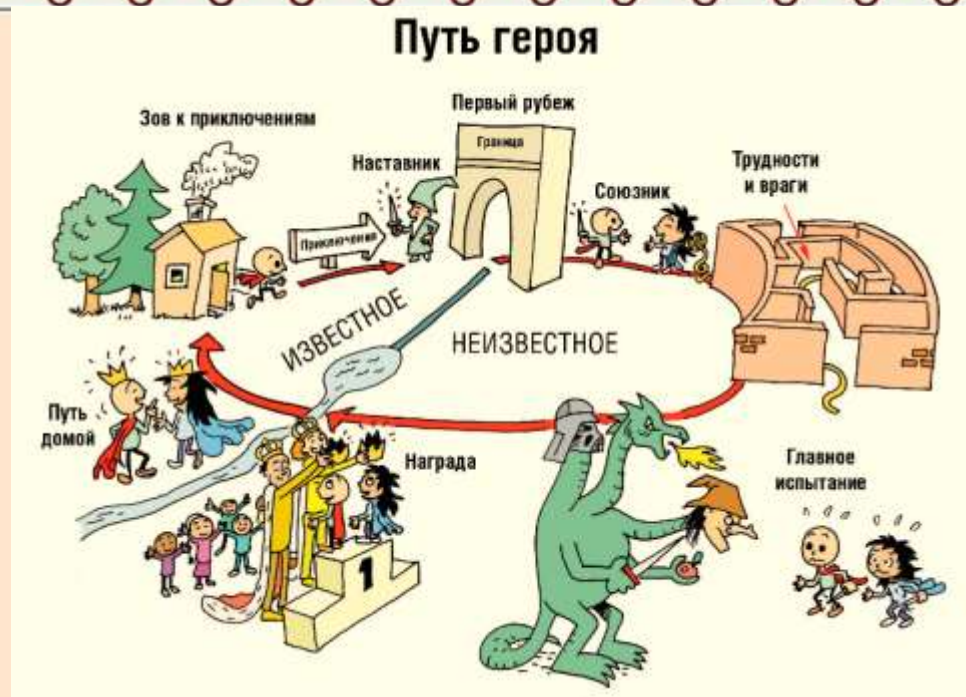 Путь героя
Зов к приключениям
Приключения
Наставник
Первый рубеж
Граница
Союзник
Трудности
и враги
ИЗВЕСТНОЕ
НЕИЗВЕСТНОЕ
Главное
испытание
Награда
1
Путь
домой